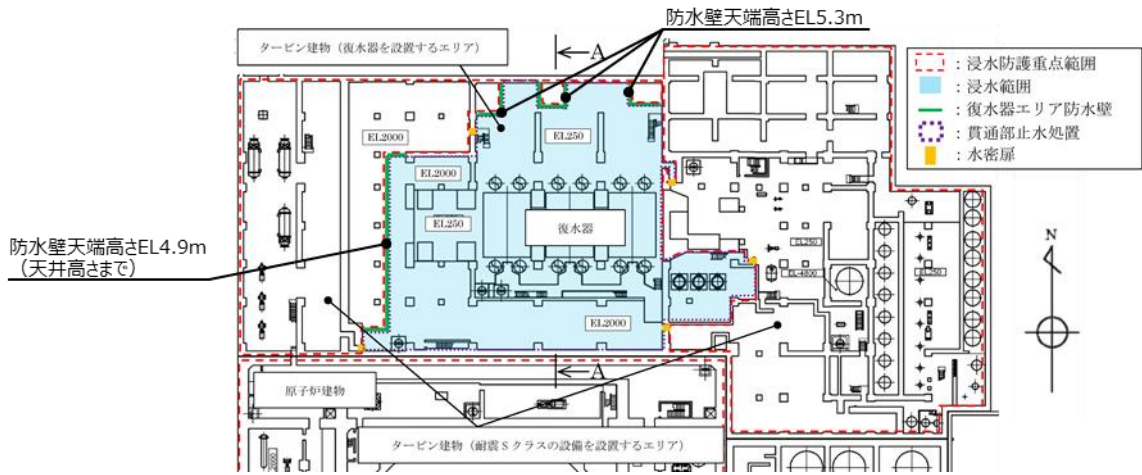 防水壁天端高さEL5.3m
タービン建物（復水器を設置するエリア）
A
：浸水防護重点範囲
：浸水範囲
：復水器エリア防水壁
：貫通部止水処置
：水密扉
EL2000
EL250
EL2000
EL250
復水器
防水壁天端高さEL4.9m
（天井高さまで）
EL250
EL-4800
EL250
N
EL2000
A
原子炉建物
タービン建物（耐震Sクラスの設備を設置するエリア）